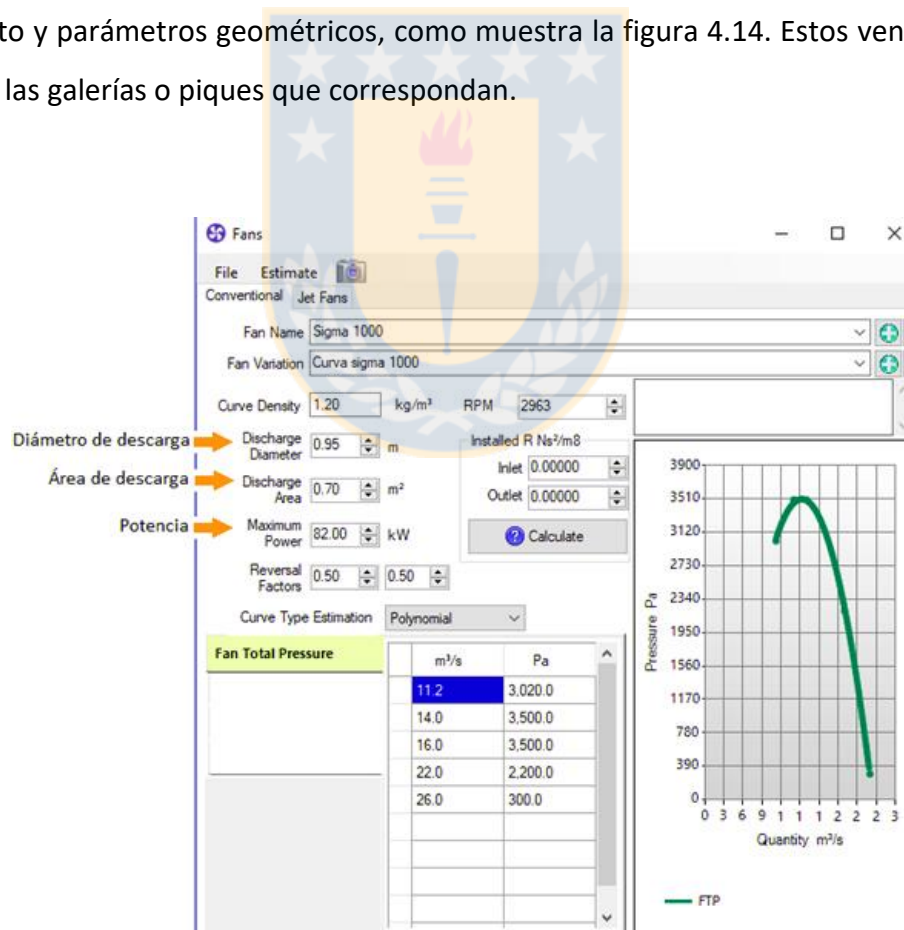 to y parámetros geométricos, como muestra la figura 4.14. Estos ven
las galerías o piques que correspondan.
Fans
File Estimate
Conventional Jet Fans
Fan Name Sigma 1000
Fan Variation Curva sigma 1000
Curve Density 1.20 kg/m³ RPM 2963
Diámetro de descarga
Discharge Diameter 0.95 m
Installed R Ns²/m8
Inlet 0.00000
Área de descarga
Discharge Area 0.70 m²
Outlet 0.00000
Potencia
Maximum Power 82.00 kW
Calculate
Reversal Factors 0.50 0.50
Curve Type Estimation Polynomial
Fan Total Pressure
m³/s Pa
11.2 3,020.0
14.0 3,500.0
16.0 3,500.0
22.0 2,200.0
26.0 300.0
Pressure Pa
3900
3510
3120
2730
2340
1950
1560
1170
780
390
0
0 3 6 9 1 1 1 2 2 2 3
Quantity m³/s
FTP